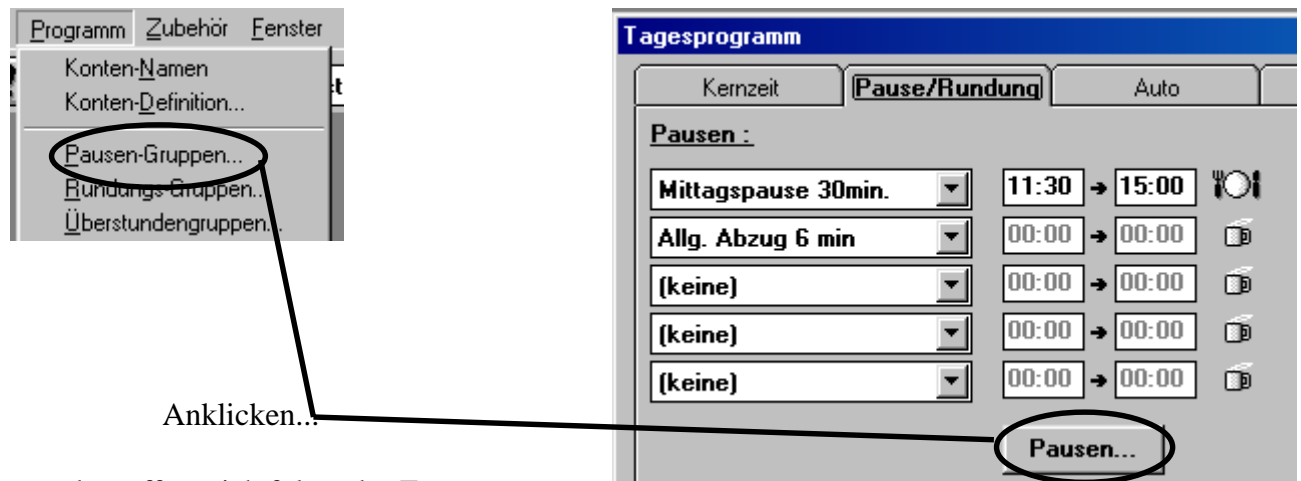 Programm Zubehör Fenster
Konten-Namen
Konten-Definition...
Pausen-Gruppen...
Rundungs-Gruppen...
Überstundengruppen...
Tagesprogramm
Kernzeit Pause/Rundung Auto
Pausen :
Mittagspause 30min. 11:30 ➔ 15:00
Allg. Abzug 6 min 00:00 ➔ 00:00
(keine) 00:00 ➔ 00:00
(keine) 00:00 ➔ 00:00
(keine) 00:00 ➔ 00:00
Anklicken...
Pausen...